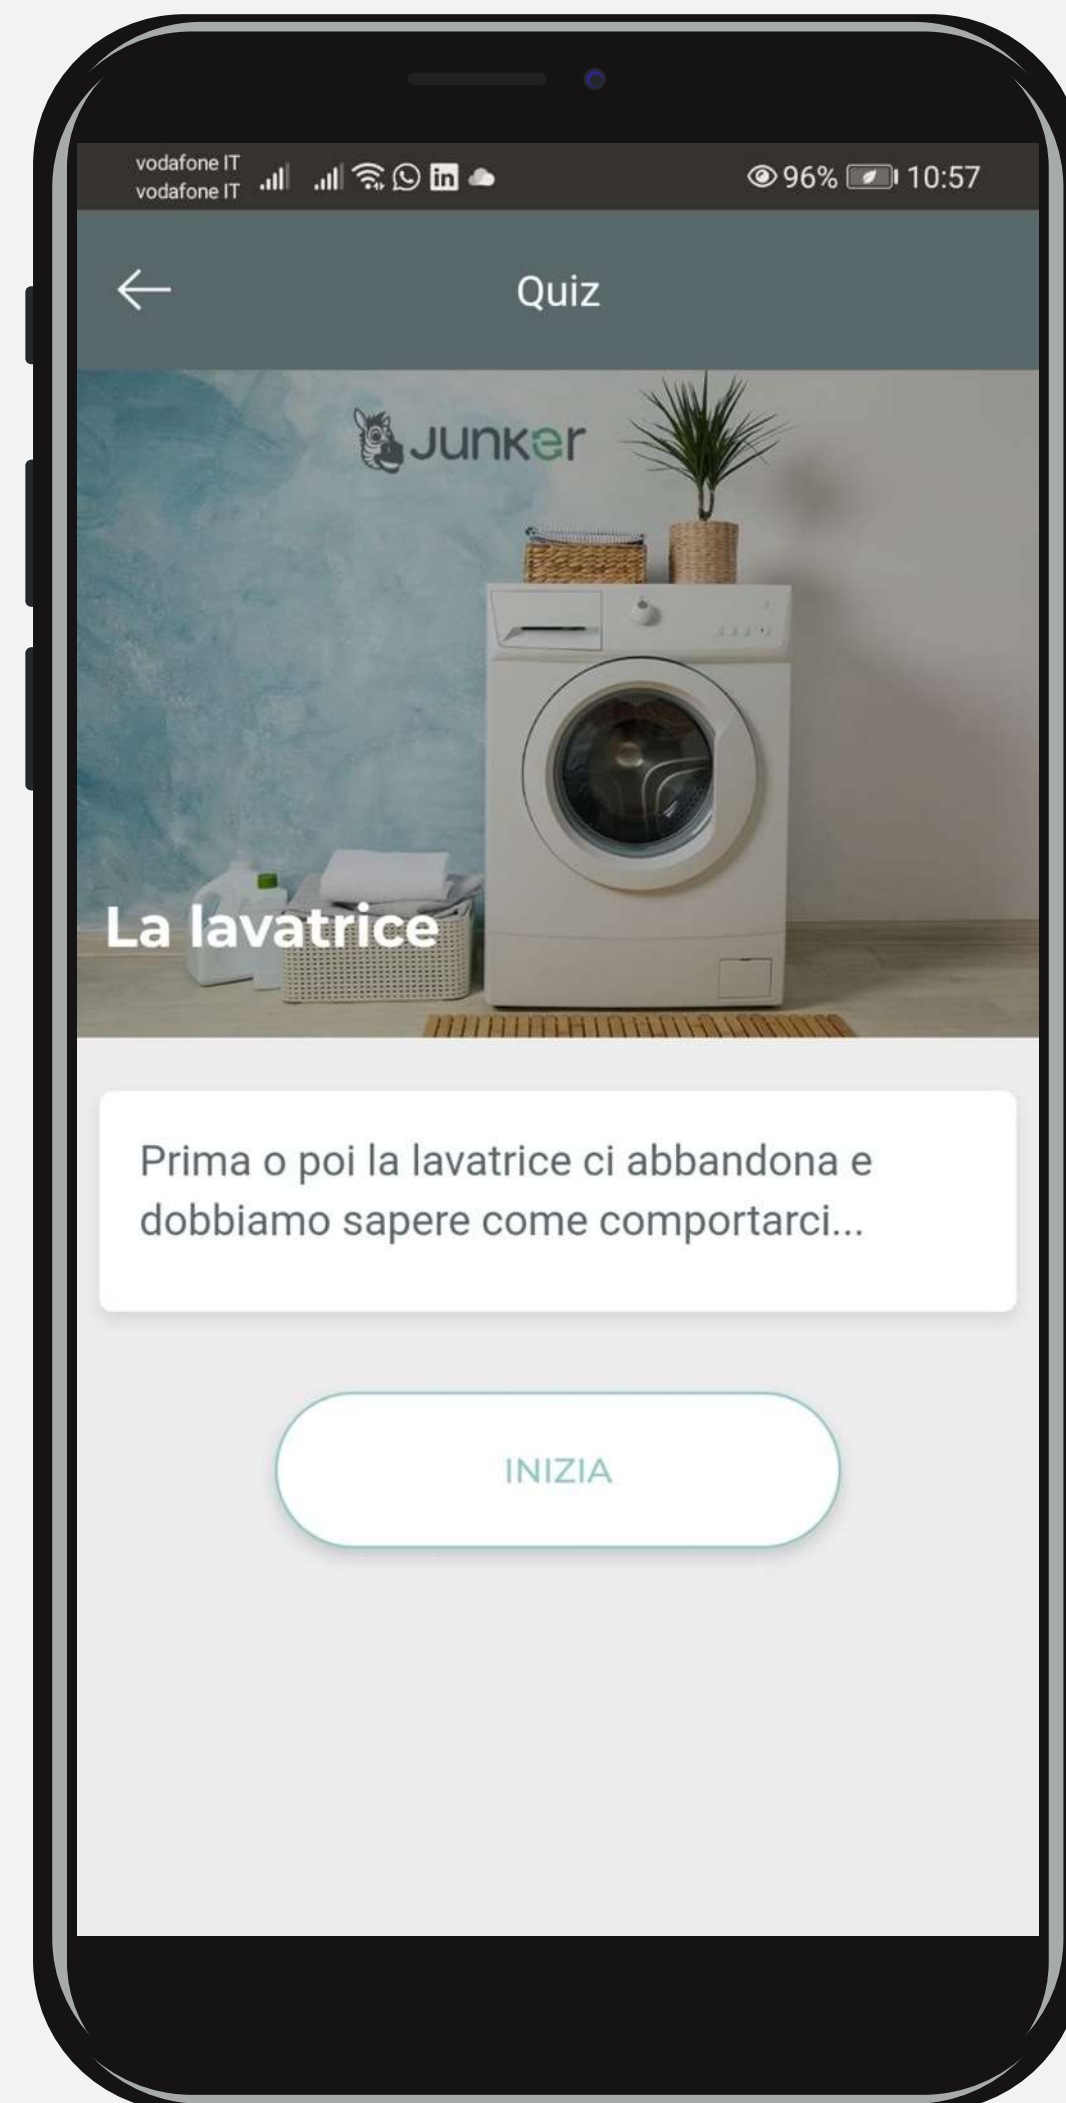 vodafone IT
vodafone IT
96% 10:57
Quiz
Junker
La lavatrice
Prima o poi la lavatrice ci abbandona e
dobbiamo sapere come comportarci...
INIZIA